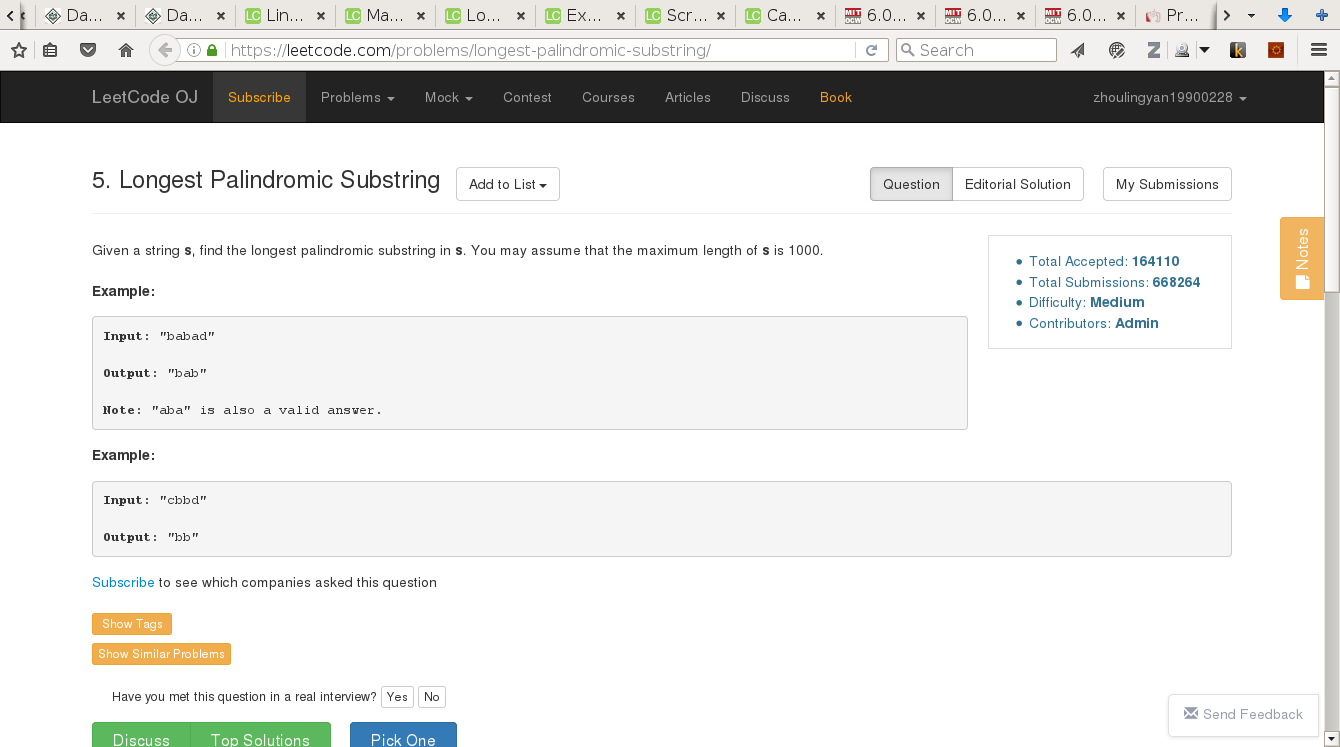 Da... Da... Lin... Ma... Lo... Ex... Scr... Ca... 6.0... 6.0... 6.0... Pr...
https://leetcode.com/problems/longest-palindromic-substring/ Search
LeetCode OJ Subscribe Problems Mock Contest Courses Articles Discuss Book zhoulingyan19900228
5. Longest Palindromic Substring Add to List Question Editorial Solution My Submissions
Given a string s, find the longest palindromic substring in s. You may assume that the maximum length of s is 1000.
Total Accepted: 164110
Total Submissions: 668264
Difficulty: Medium
Contributors: Admin
Notes
Example:
Input: "babad"
Output: "bab"
Note: "aba" is also a valid answer.
Example:
Input: "cbbd"
Output: "bb"
Subscribe to see which companies asked this question
Show Tags
Show Similar Problems
Have you met this question in a real interview? Yes No
Send Feedback
Discuss Top Solutions Pick One